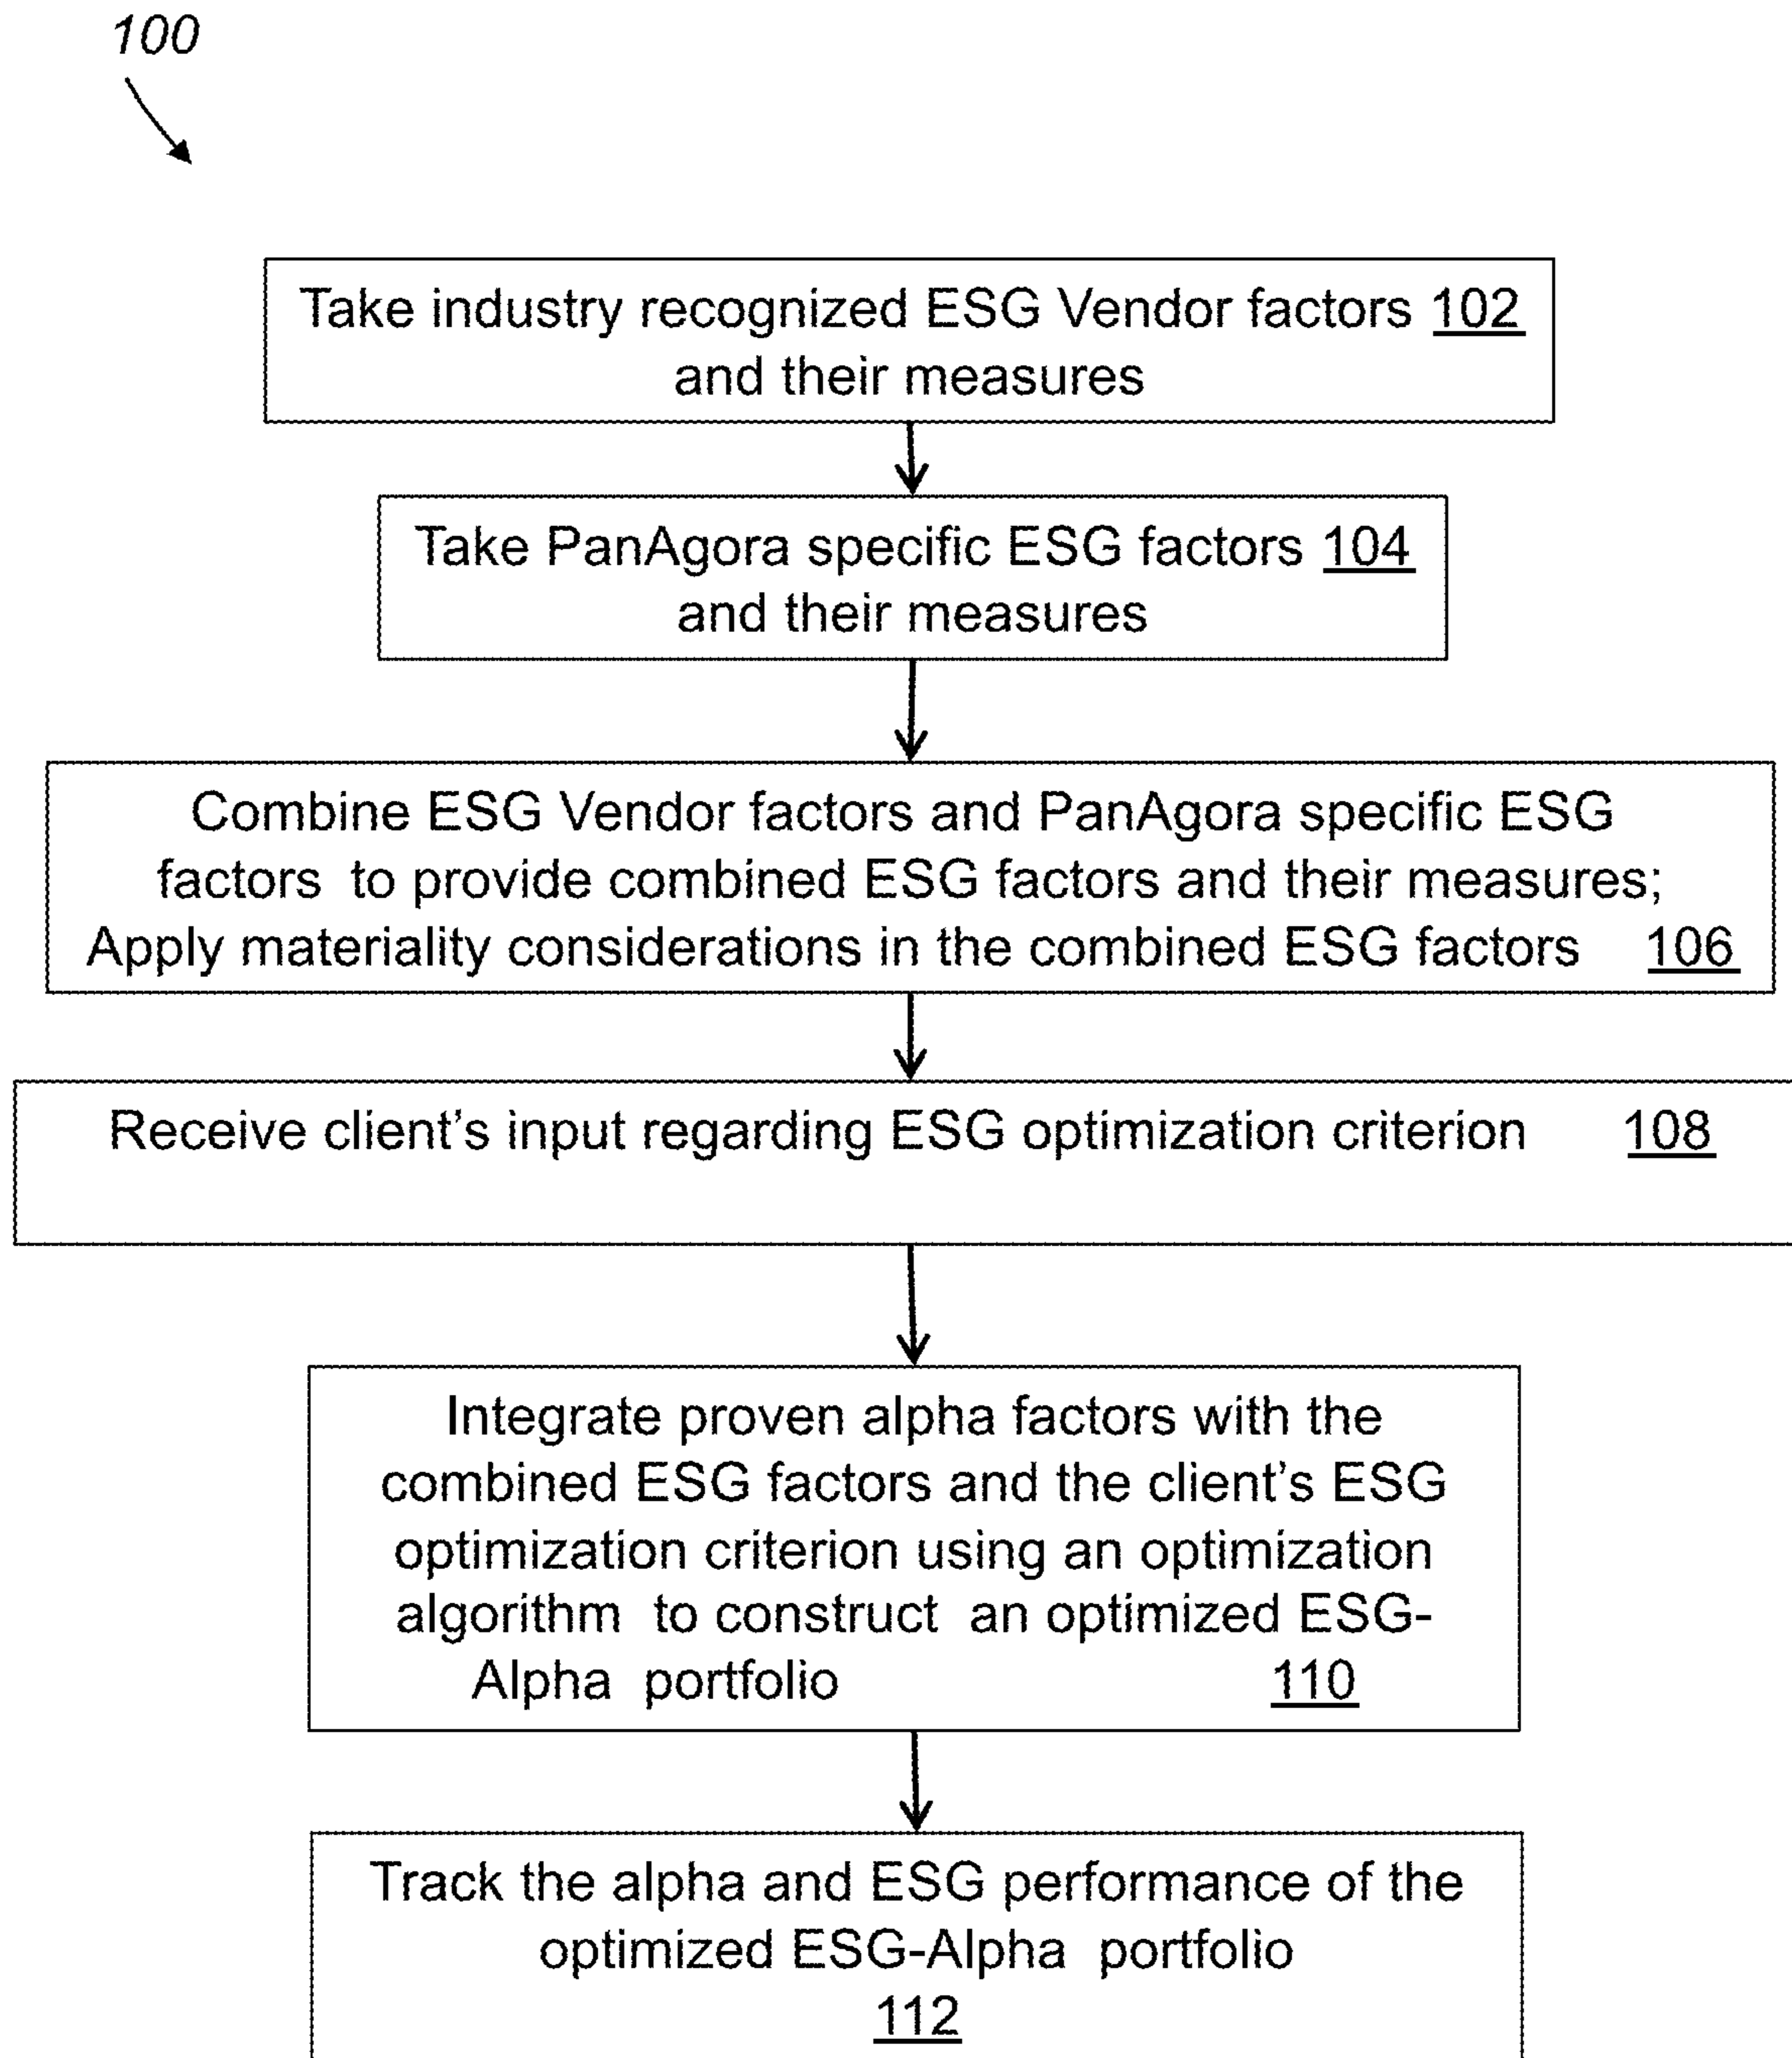 100
Take industry recognized ESG Vendor factors 102
and their measures
Take PanAgora specific ESG factors 104
and their measures
Combine ESG Vendor factors and PanAgora specific ESG
factors to provide combined ESG factors and their measures;
Apply materiality considerations in the combined ESG factors 106
Receive client's input regarding ESG optimization criterion 108
Integrate proven alpha factors with the
combined ESG factors and the client's ESG
optimization criterion using an optimization
algorithm to construct an optimized ESG-
Alpha portfolio 110
Track the alpha and ESG performance of the
optimized ESG-Alpha portfolio
112